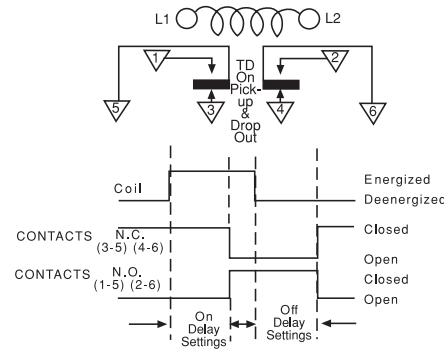 L1 L2
1 2
TD
On
Pick-
up
&
Drop
Out
5 3 4 6
Coil
Energized
Deenergized
CONTACTS N.C.
(3-5) (4-6)
Closed
Open
CONTACTS N.O.
(1-5) (2-6)
Closed
Open
On
Delay
Settings
Off
Delay
Settings